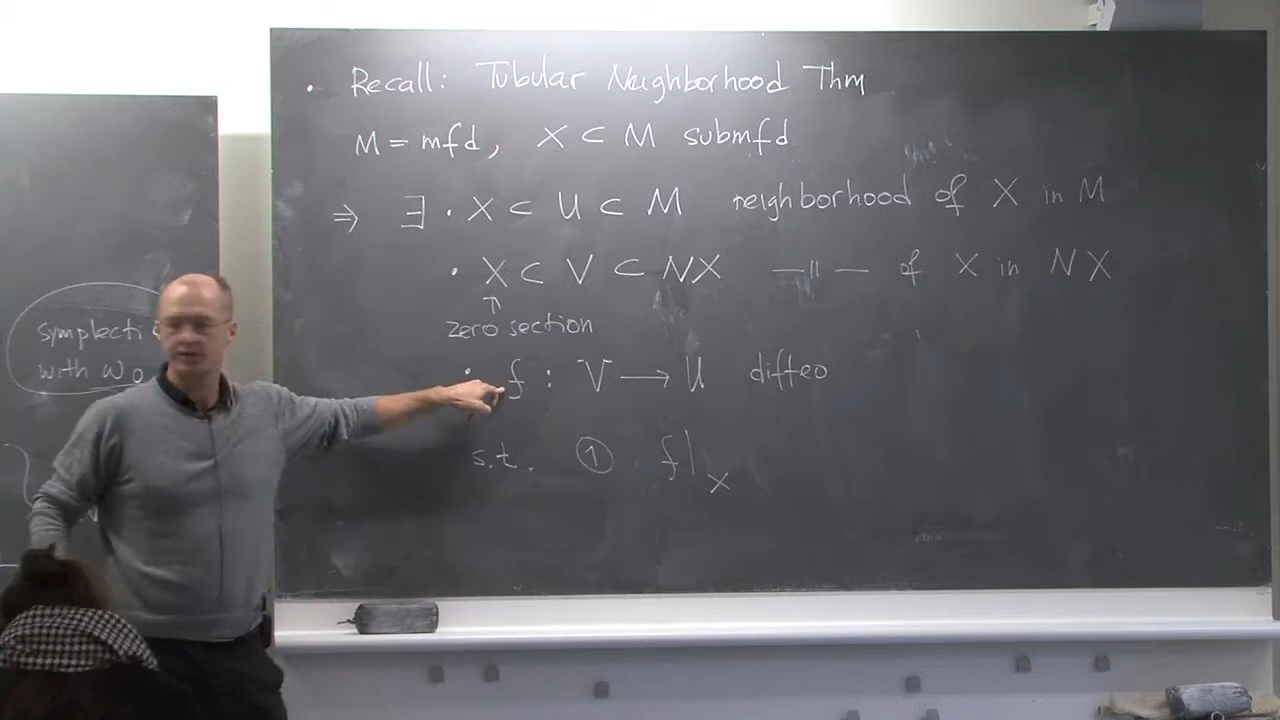 symplecti
with ω₀
• Recall: Tubular Neighborhood Thm
M = mfd, X ⊂ M submfd
⇒ ∃ • X ⊂ U ⊂ M neighborhood of X in M
• X ⊂ V ⊂ NX —"— of X in NX
↑
zero section
• f : V → U diffeo
s.t. ① f|_X